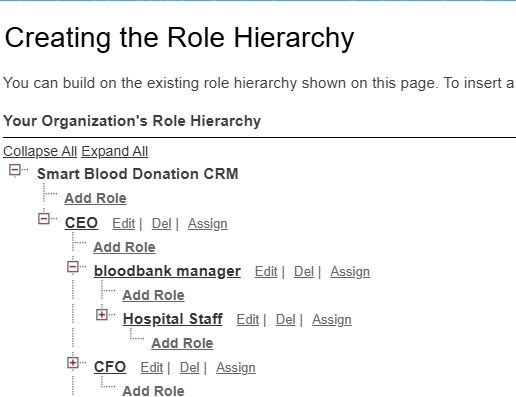 Creating the Role Hierarchy
You can build on the existing role hierarchy shown on this page. To insert a
Your Organization's Role Hierarchy
Collapse All Expand All
Smart Blood Donation CRM
Add Role
CEO Edit | Del | Assign
Add Role
bloodbank manager Edit | Del | Assign
Add Role
Hospital Staff Edit | Del | Assign
Add Role
CFO Edit | Del | Assign
Add Role